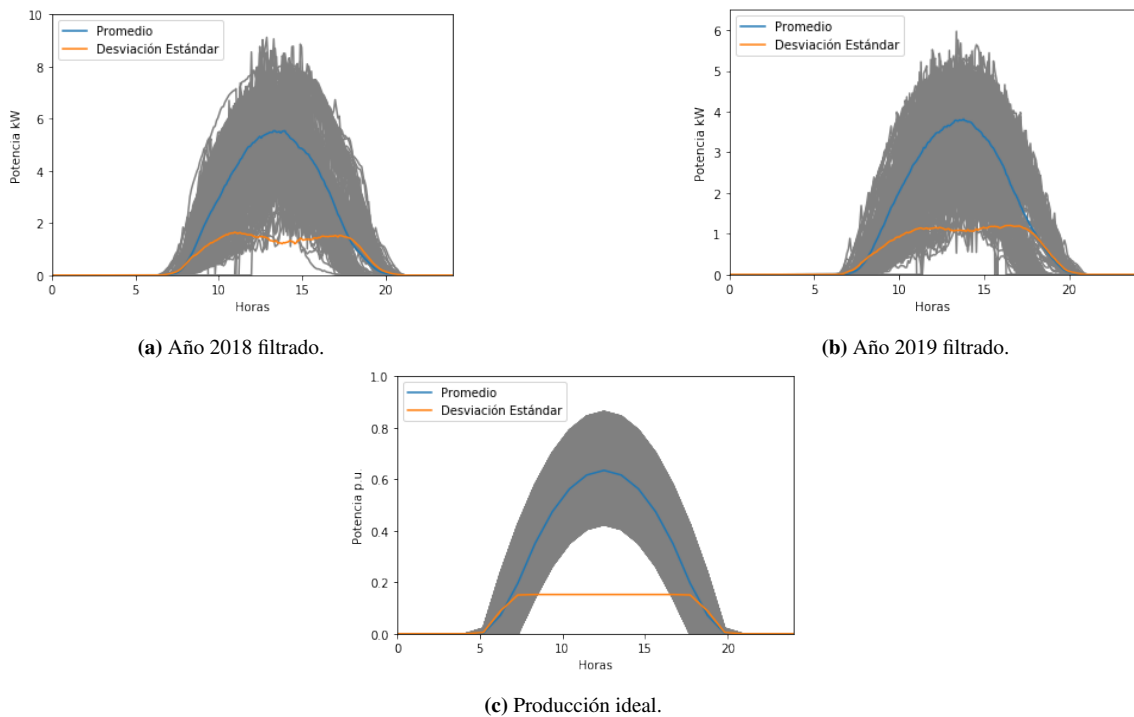 Promedio
Desviación Estándar
10
8
6
4
2
0
Potencia kW
0
5
10
15
20
Horas
(a) Año 2018 filtrado.
Promedio
Desviación Estándar
6
5
4
3
2
1
0
Potencia kW
0
5
10
15
20
Horas
(b) Año 2019 filtrado.
Promedio
Desviación Estándar
1.0
0.8
0.6
0.4
0.2
0.0
Potencia p.u.
0
5
10
15
20
Horas
(c) Producción ideal.